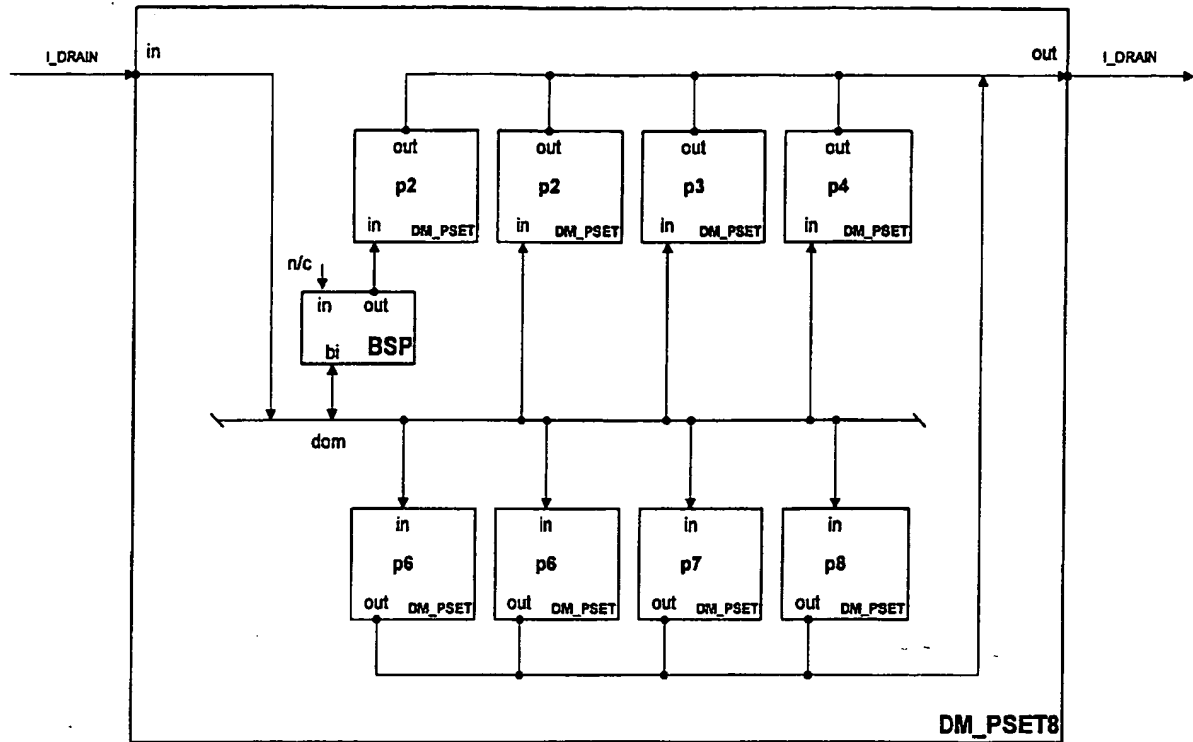 I_DRAIN in out I_DRAIN
out out out out
p2 p2 p3 p4
in DM_PSET in DM_PSET in DM_PSET in DM_PSET
n/c
in out
bi BSP
dom
in in in in
p6 p6 p7 p8
out DM_PSET out DM_PSET out DM_PSET out DM_PSET
DM_PSET8